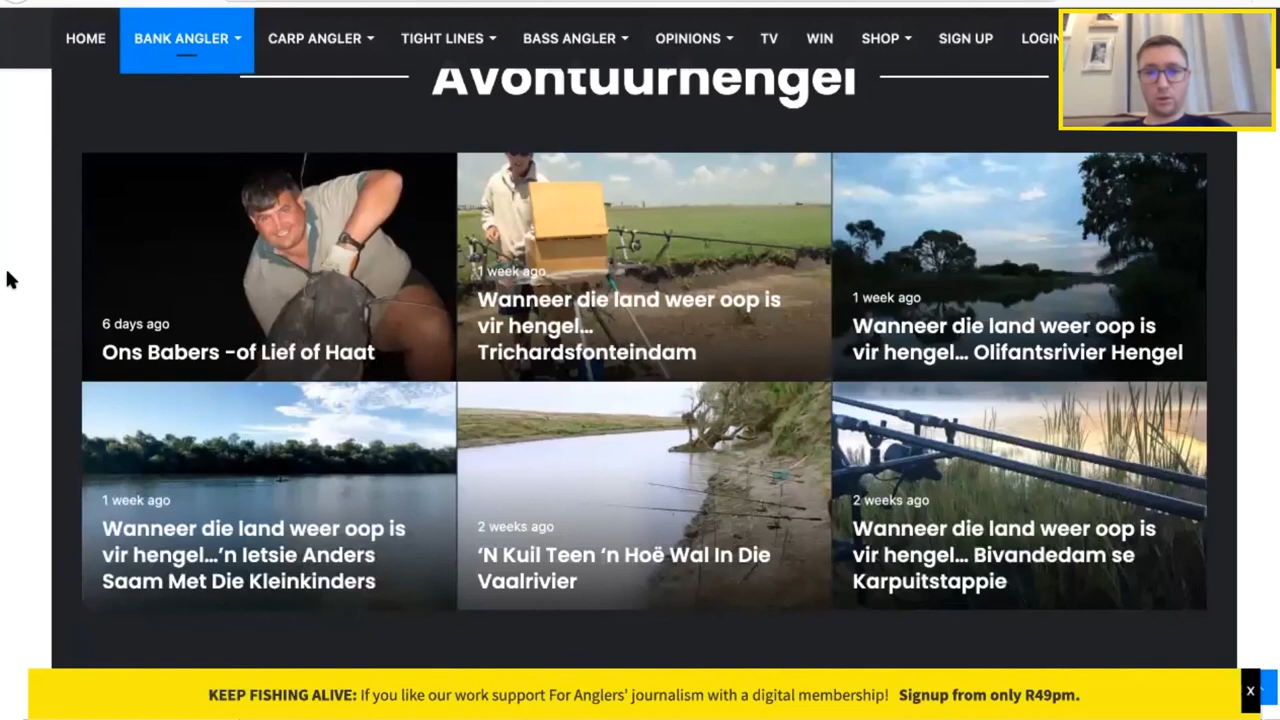 HOME
BANK ANGLER
CARP ANGLER
TIGHT LINES
BASS ANGLER
OPINIONS
TV
WIN
SHOP
SIGN UP
LOGIN
Avontuurhengel
6 days ago
Ons Babers -of Lief of Haat
1 week ago
Wanneer die land weer oop is
vir hengel…
Trichardsfonteindam
1 week ago
Wanneer die land weer oop is
vir hengel… Olifantsrivier Hengel
1 week ago
Wanneer die land weer oop is
vir hengel…’n Ietsie Anders
Saam Met Die Kleinkinders
2 weeks ago
‘N Kuil Teen ‘n Hoë Wal In Die
Vaalrivier
2 weeks ago
Wanneer die land weer oop is
vir hengel… Bivandedam se
Karpuitstappie
KEEP FISHING ALIVE: If you like our work support For Anglers’ journalism with a digital membership! Signup from only R49pm.
X